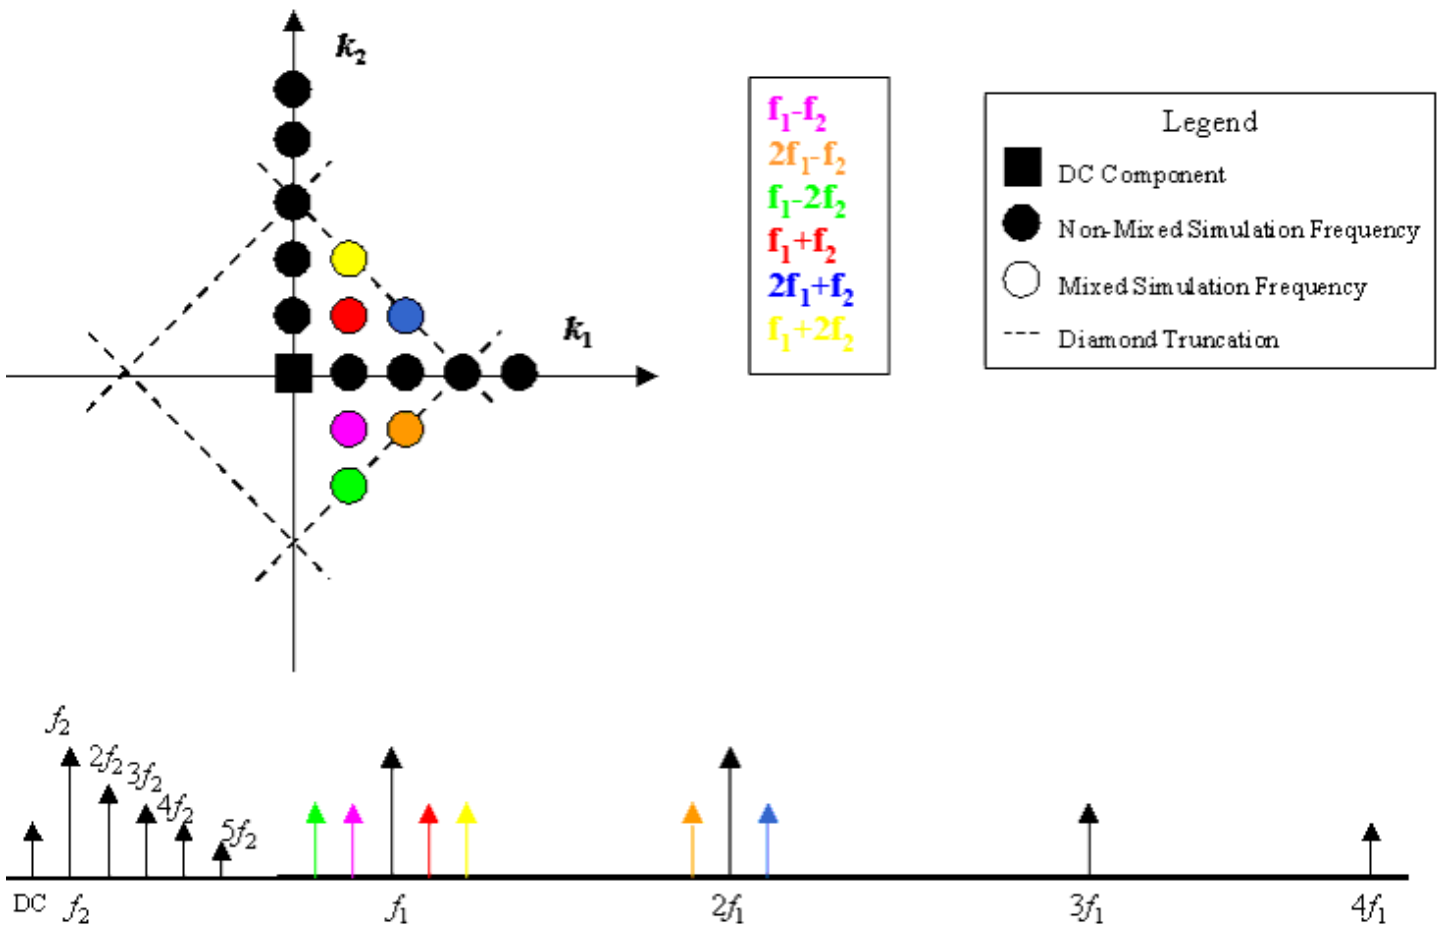 k₂
k₁
f₁-f₂
2f₁-f₂
f₁-2f₂
f₁+f₂
2f₁+f₂
f₁+2f₂
Legend
DC Component
Non-Mixed Simulation Frequency
Mixed Simulation Frequency
Diamond Truncation
f₂
2f₂
3f₂
4f₂
5f₂
DC f₂ f₁ 2f₁ 3f₁ 4f₁